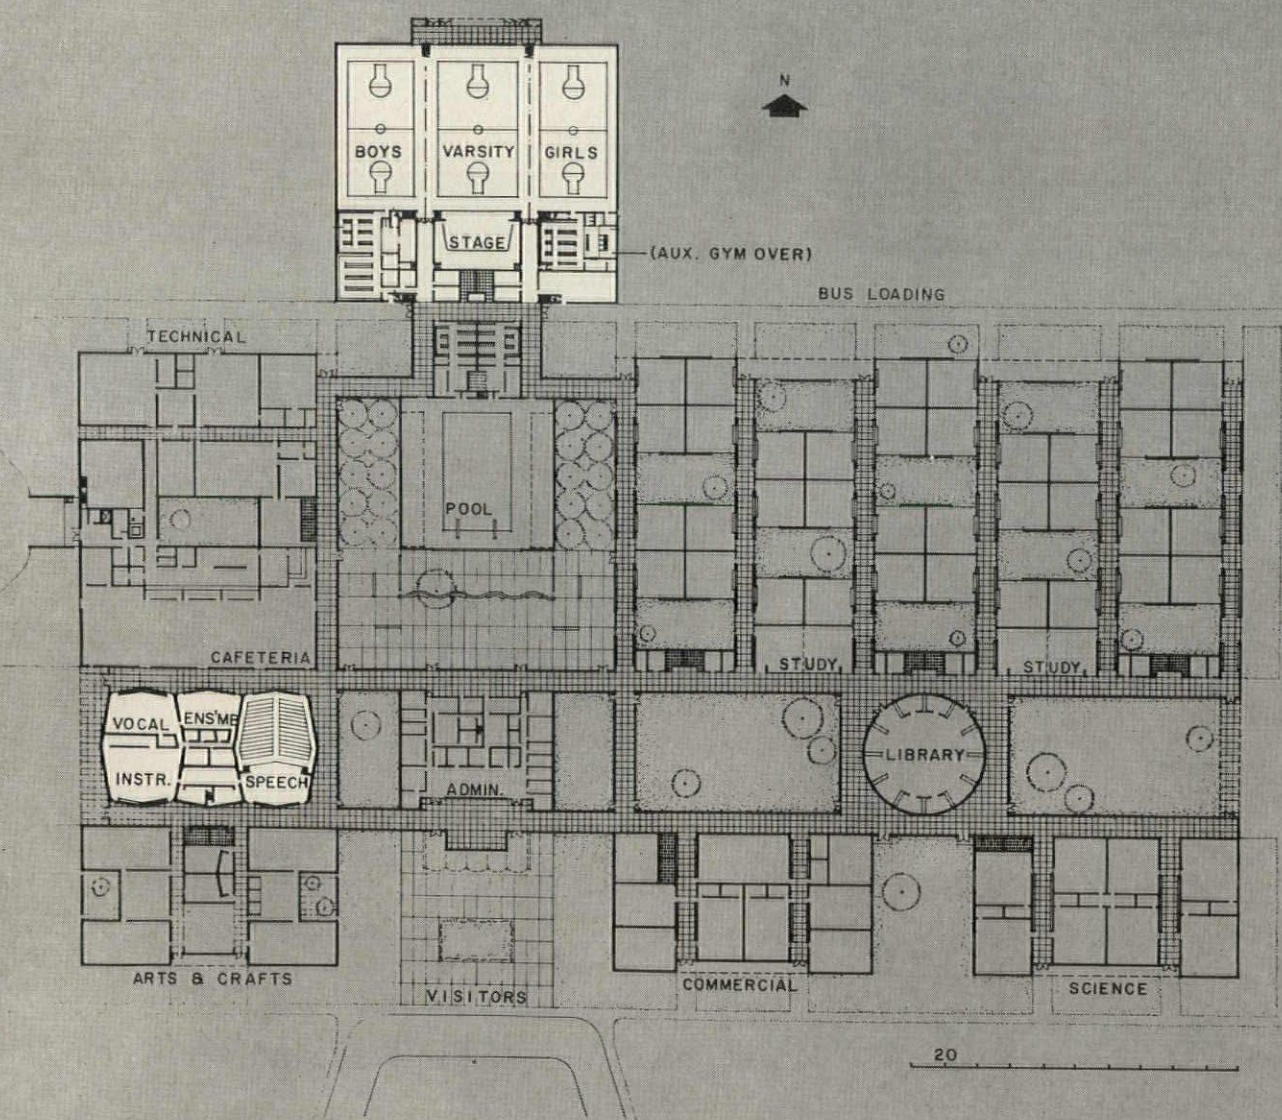 N
BOYS
VARSITY
GIRLS
STAGE
(AUX. GYM OVER)
BUS LOADING
TECHNICAL
POOL
CAFETERIA
STUDY
STUDY
VOCAL
ENS'MB
LIBRARY
INSTR.
SPEECH
ADMIN.
ARTS & CRAFTS
COMMERCIAL
SCIENCE
VISITORS
20